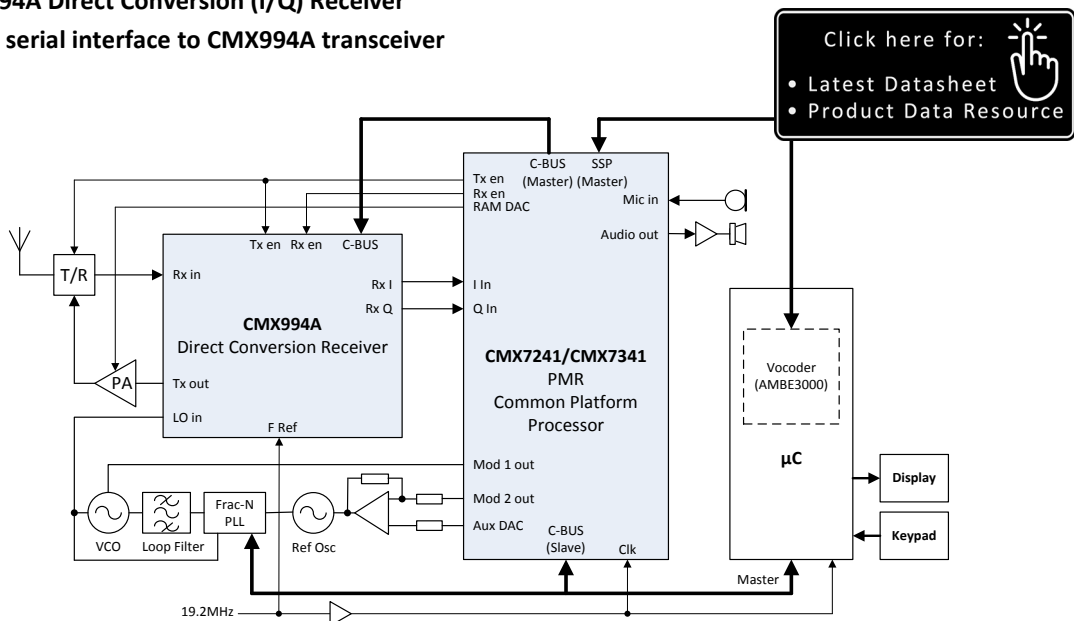 94A Direct Conversion (I/Q) Receiver
serial interface to CMX994A transceiver
Click here for:
• Latest Datasheet
• Product Data Resource
C-BUS
(Master)
SSP
(Master)
Tx en
Rx en
RAM DAC
Mic in
Audio out
Tx en
Rx en
C-BUS
T/R
Rx in
Rx I
Rx Q
I In
Q In
CMX994A
Direct Conversion Receiver
CMX7241/CMX7341
PMR
Common Platform
Processor
Vocoder
(AMBE3000)
µC
PA
Tx out
LO in
F Ref
Mod 1 out
Mod 2 out
Aux DAC
Display
Keypad
Frac-N
PLL
VCO
Loop Filter
Ref Osc
C-BUS
(Slave)
Clk
Master
19.2MHz